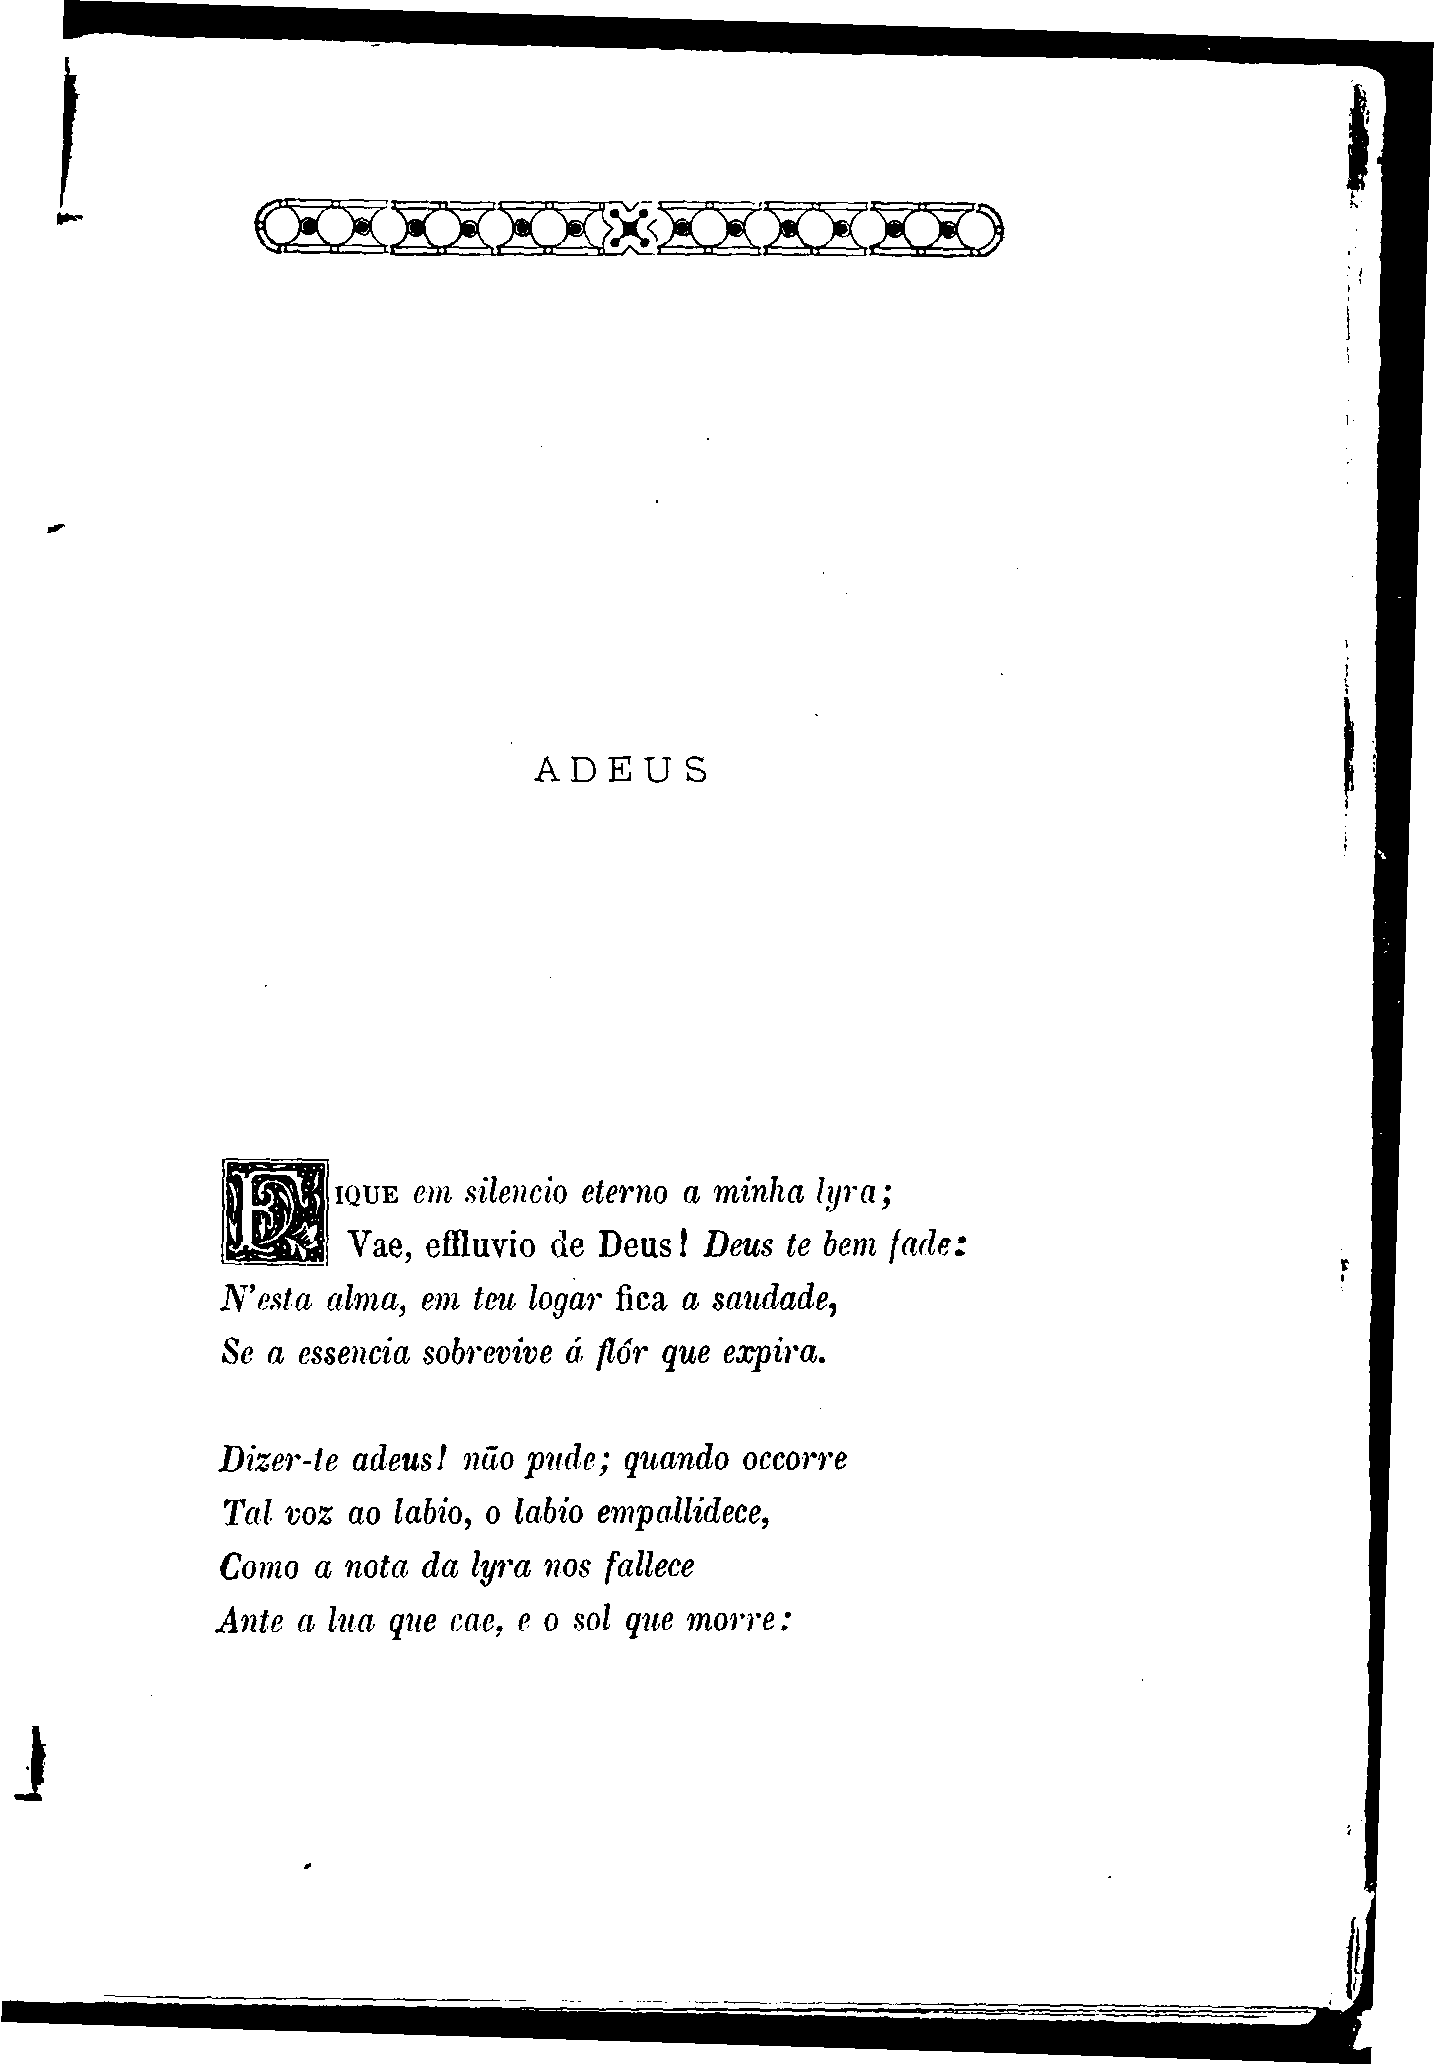 ADEUS
FIQUE em silencio eterno a minha lyra;
Vae, effluvio de Deus! Deus te bem fade:
N'esta alma, em teu logar fica a saudade,
Se a essencia sobrevive á flôr que expira.
Dizer-te adeus! não pude; quando occorre
Tal voz ao labio, o labio empallidece,
Como a nota da lyra nos fallece
Ante a lua que cae, e o sol que morre: